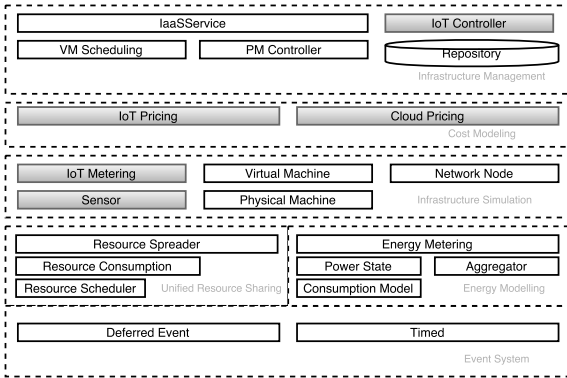 IaaSService
IoT Controller
VM Scheduling
PM Controller
Repository
Infrastructure Management
IoT Pricing
Cloud Pricing
Cost Modeling
IoT Metering
Virtual Machine
Network Node
Sensor
Physical Machine
Infrastructure Simulation
Resource Spreader
Resource Consumption
Resource Scheduler
Unified Resource Sharing
Energy Metering
Power State
Aggregator
Consumption Model
Energy Modelling
Deferred Event
Timed
Event System